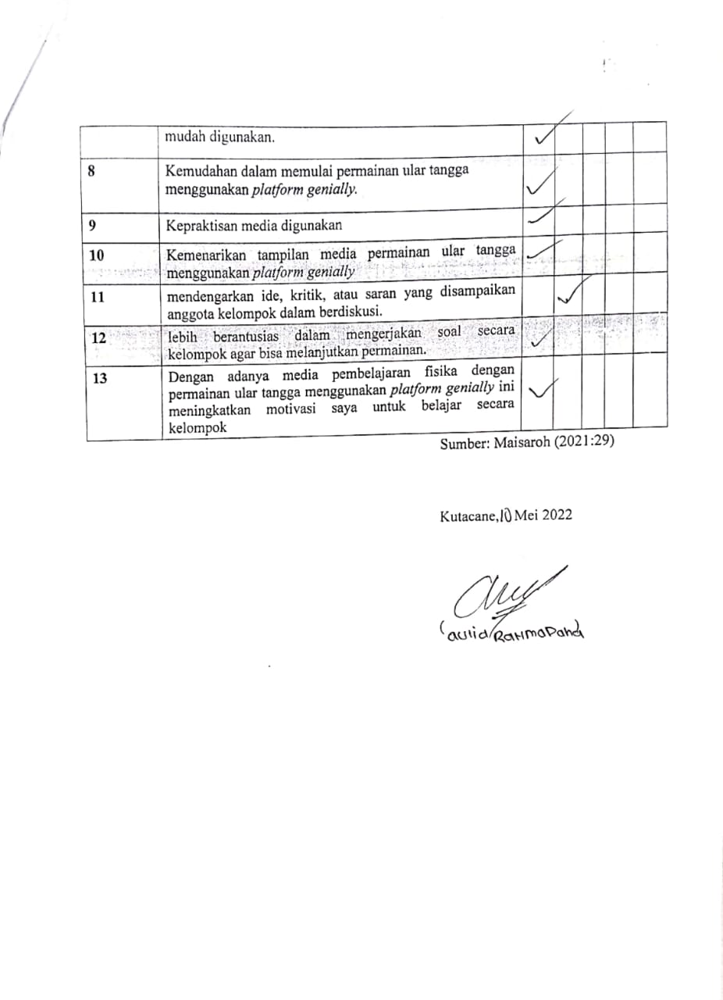 mudah digunakan.
8 Kemudahan dalam memulai permainan ular tangga
menggunakan platform genially.
9 Kepraktisan media digunakan
10 Kemenarikan tampilan media permainan ular tangga
menggunakan platform genially
11 mendengarkan ide, kritik, atau saran yang disampaikan
anggota kelompok dalam berdiskusi.
12 lebih berantusias dalam mengerjakan soal secara
kelompok agar bisa melanjutkan permainan.
13 Dengan adanya media pembelajaran fisika dengan
permainan ular tangga menggunakan platform genially ini
meningkatkan motivasi saya untuk belajar secara
kelompok
Sumber: Maisaroh (2021:29)
Kutacane,10 Mei 2022